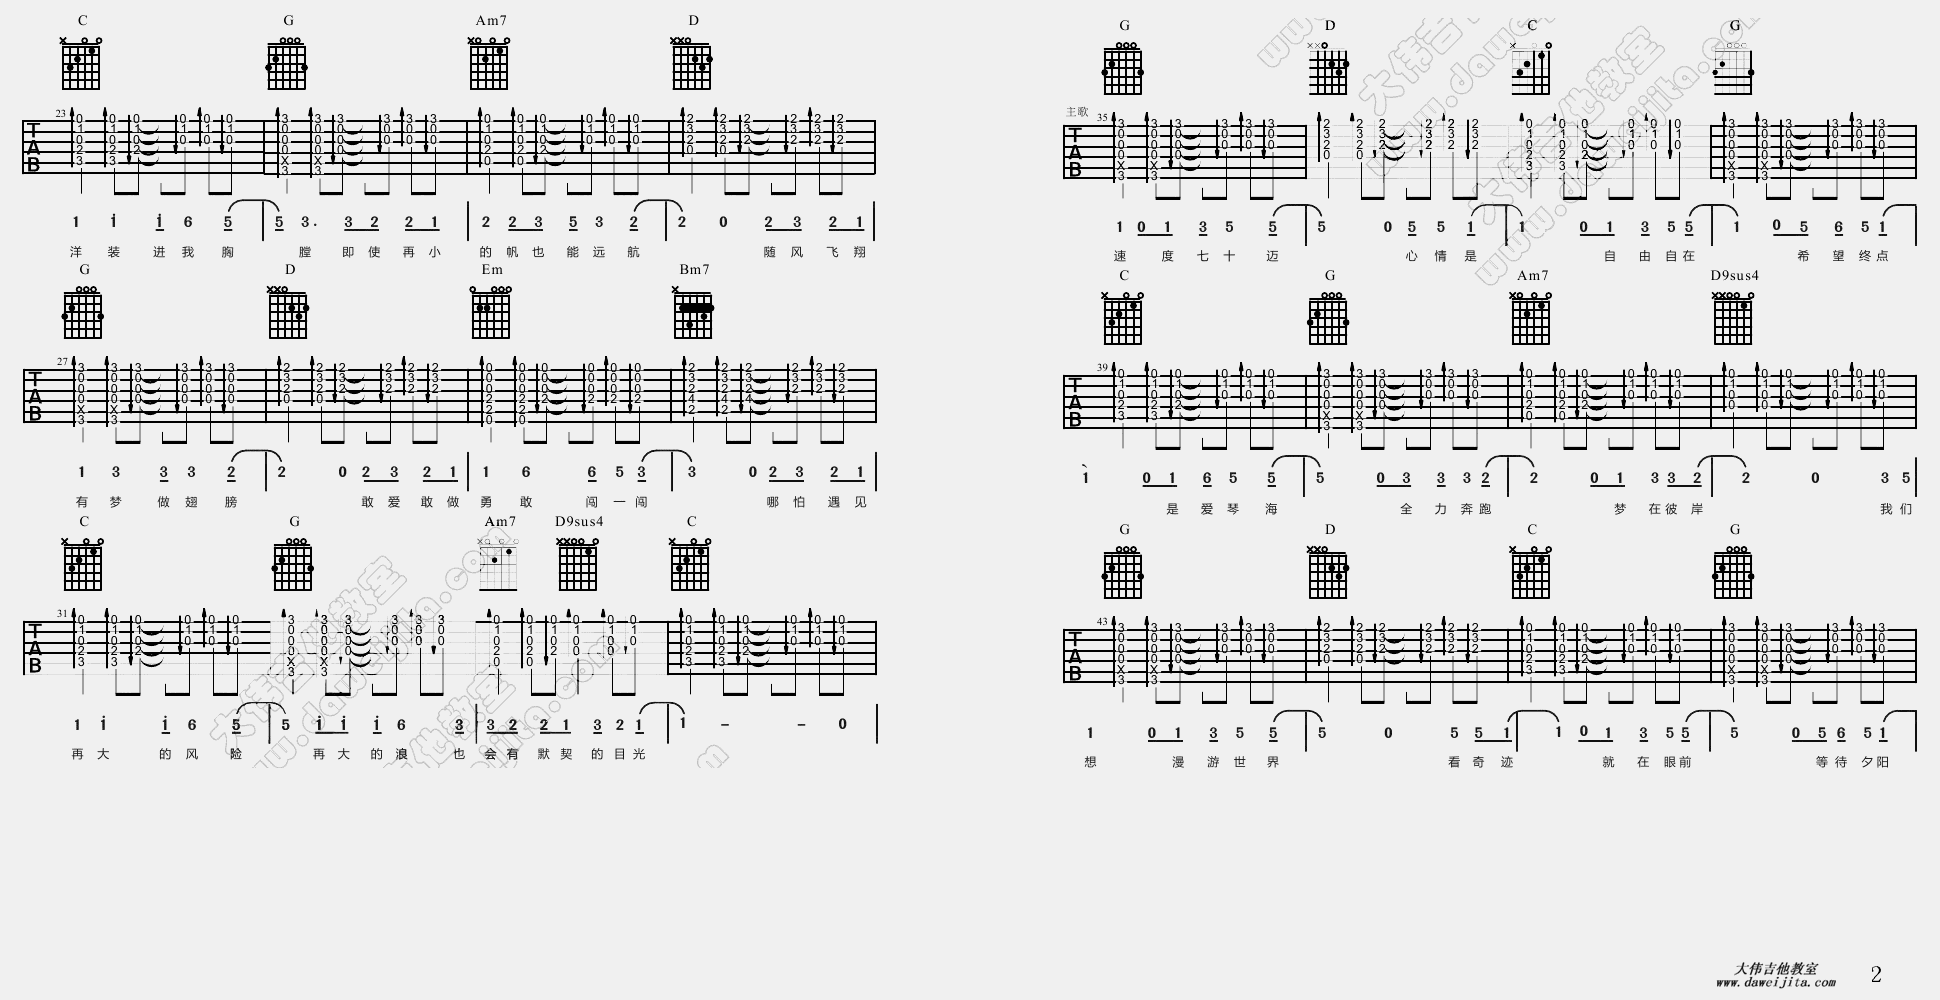 C G Am7 D
23
1 i i 6 5 5 3. 3 2 2 1 2 2 3 5 3 2 2 0 2 3 2 1
洋 装 进 我 胸 膛 即 使 再 小 的 帆 也 能 远 航 随 风 飞 翔
G D Em Bm7
27
1 3 3 3 2 2 0 2 3 2 1 1 6 6 5 3 3 0 2 3 2 1
有 梦 做 翅 膀 敢 爱 敢 做 勇 敢 闯 一 闯 哪 怕 遇 见
C G Am7 D9sus4 C
31
1 i i 6 5 5 i i i 6 3 3 2 2 1 3 2 1 1 - - 0
再 大 的 风 险 再 大 的 浪 也 会 有 默 契 的 目 光
G D C G
主歌 35
1 0 1 3 5 5 5 0 5 5 1 1 0 1 3 5 5 1 0 5 6 5 1
速 度 七 十 迈 心 情 是 自 由 自 在 希 望 终 点
C G Am7 D9sus4
39
1 0 1 6 5 5 5 0 3 3 3 2 2 0 1 3 3 2 2 0 3 5
是 爱 琴 海 全 力 奔 跑 梦 在 彼 岸 我 们
G D C G
43
1 0 1 3 5 5 5 0 5 5 1 1 0 1 3 5 5 5 0 5 6 5 1
想 漫 游 世 界 看 奇 迹 就 在 眼 前 等 待 夕 阳
大伟吉他教室
www.daweijita.com
2